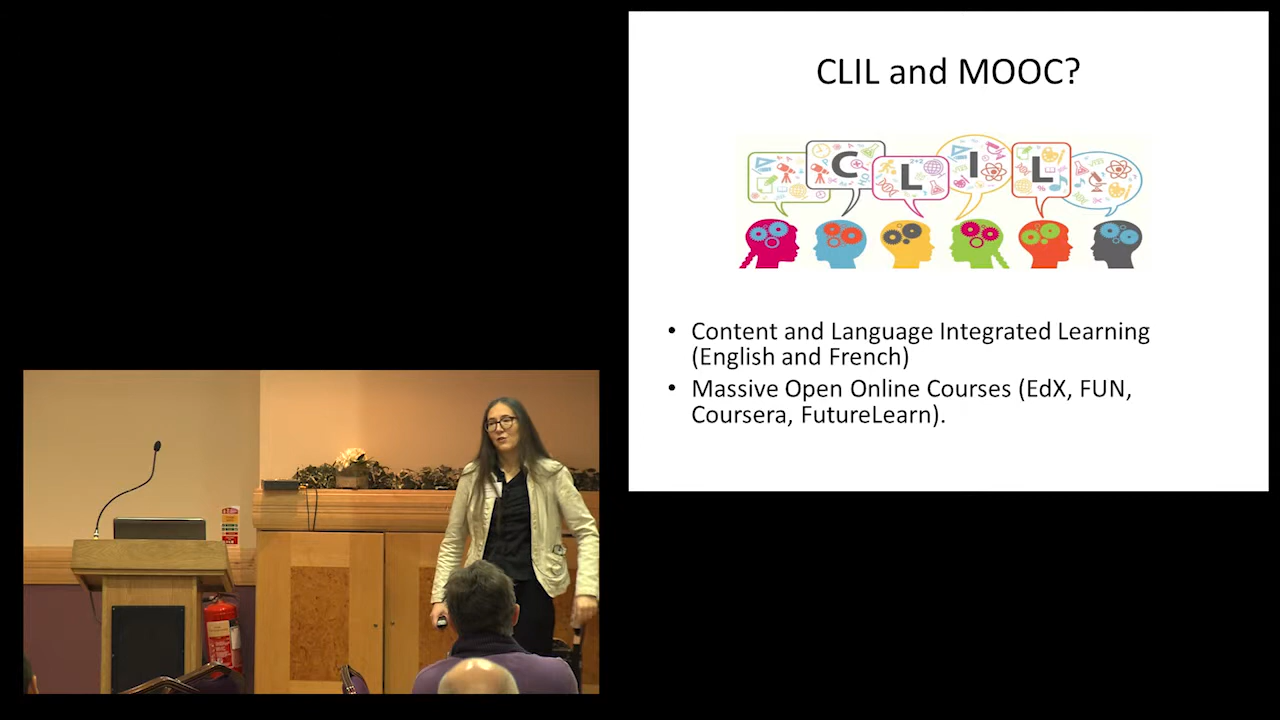 CLIL and MOOC?
C L I L
• Content and Language Integrated Learning
(English and French)
• Massive Open Online Courses (EdX, FUN,
Coursera, FutureLearn).